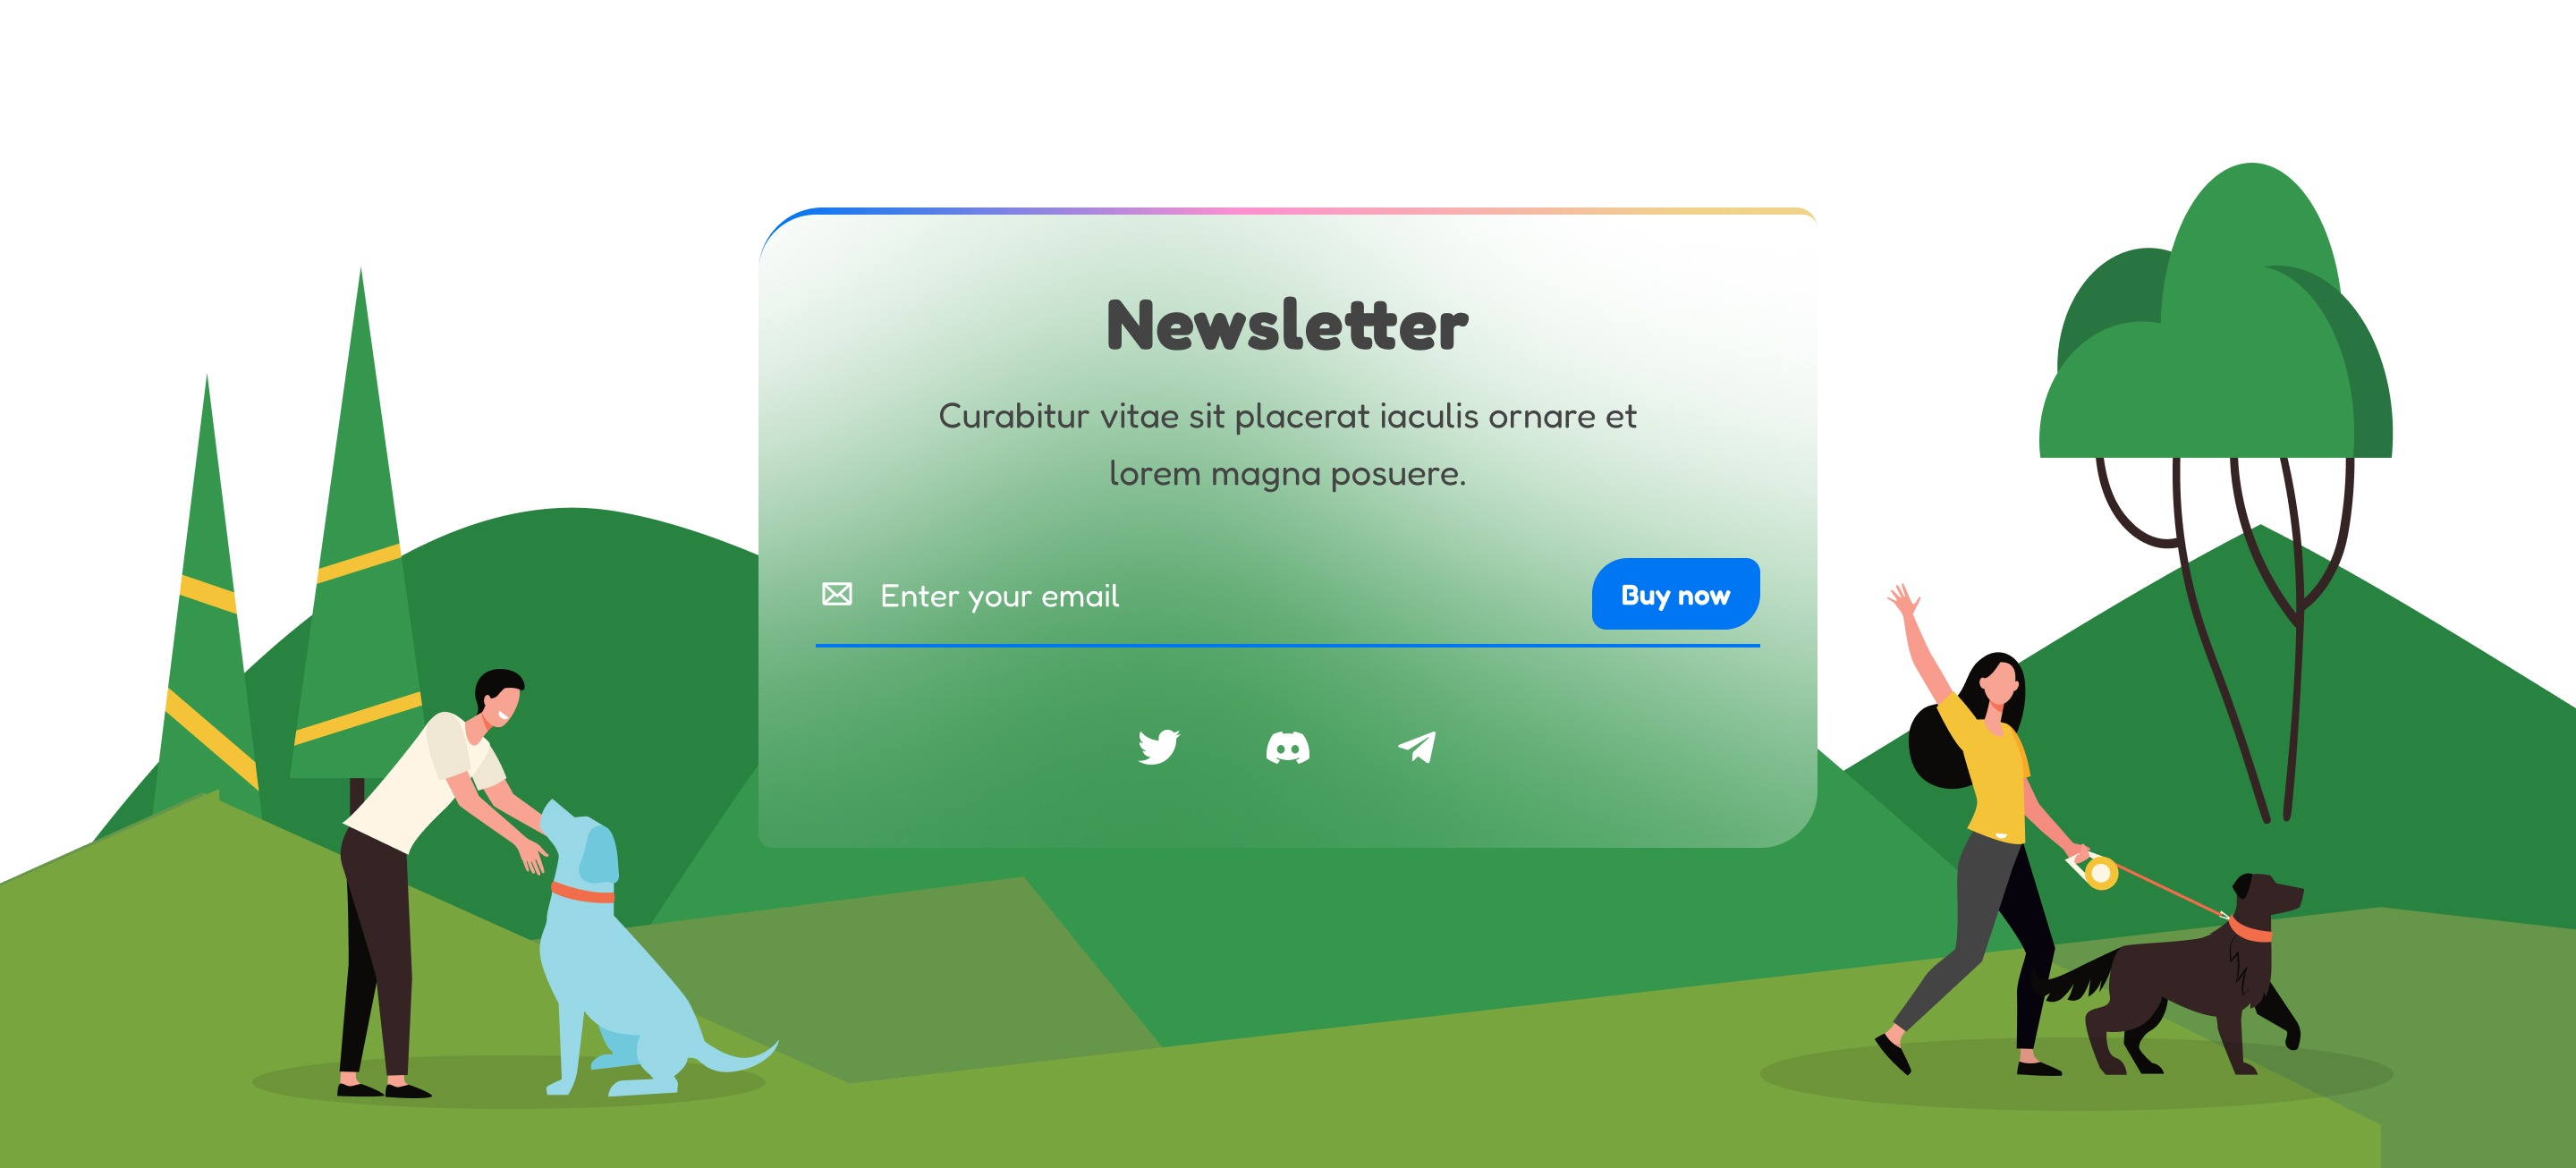 Newsletter
Curabitur vitae sit placerat iaculis ornare et
lorem magna posuere.
Enter your email
Buy now